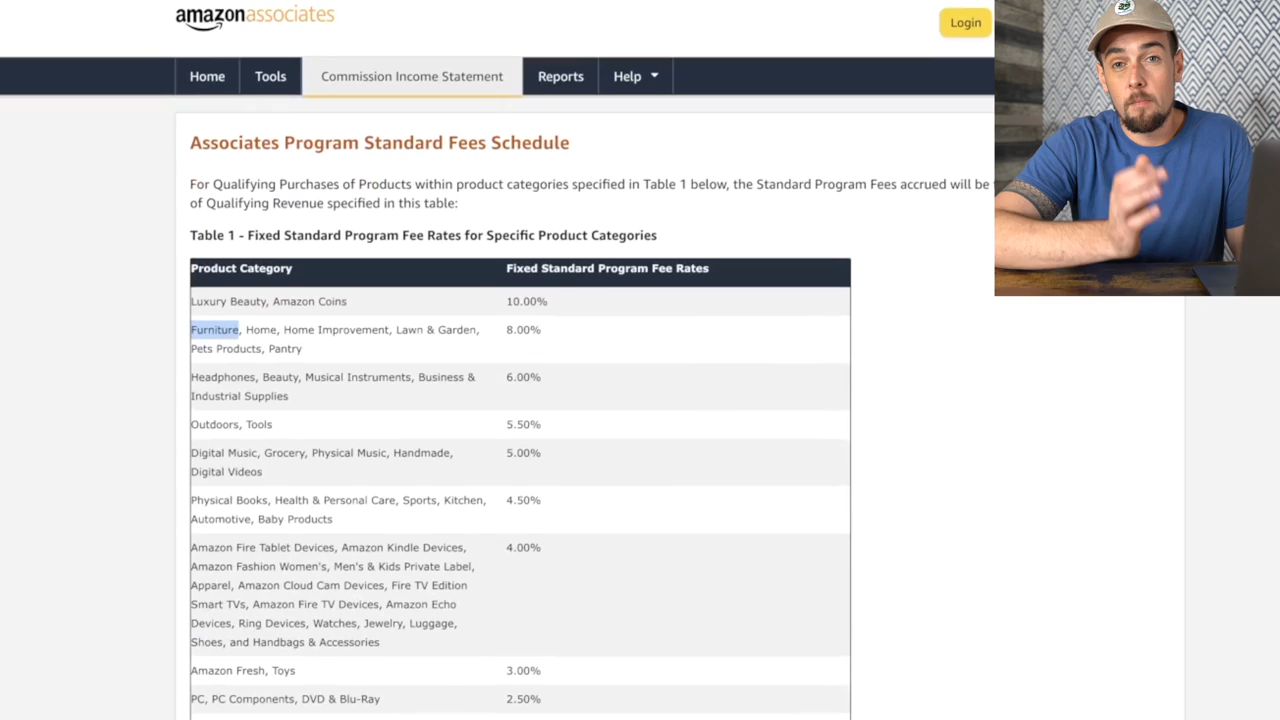 amazonassociates
Login
Home
Tools
Commission Income Statement
Reports
Help
Associates Program Standard Fees Schedule
For Qualifying Purchases of Products within product categories specified in Table 1 below, the Standard Program Fees accrued will be
of Qualifying Revenue specified in this table:
Table 1 - Fixed Standard Program Fee Rates for Specific Product Categories
Product Category Fixed Standard Program Fee Rates
Luxury Beauty, Amazon Coins 10.00%
Furniture, Home, Home Improvement, Lawn & Garden, 8.00%
Pets Products, Pantry
Headphones, Beauty, Musical Instruments, Business & 6.00%
Industrial Supplies
Outdoors, Tools 5.50%
Digital Music, Grocery, Physical Music, Handmade, 5.00%
Digital Videos
Physical Books, Health & Personal Care, Sports, Kitchen, 4.50%
Automotive, Baby Products
Amazon Fire Tablet Devices, Amazon Kindle Devices, 4.00%
Amazon Fashion Women's, Men's & Kids Private Label,
Apparel, Amazon Cloud Cam Devices, Fire TV Edition
Smart TVs, Amazon Fire TV Devices, Amazon Echo
Devices, Ring Devices, Watches, Jewelry, Luggage,
Shoes, and Handbags & Accessories
Amazon Fresh, Toys 3.00%
PC, PC Components, DVD & Blu-Ray 2.50%